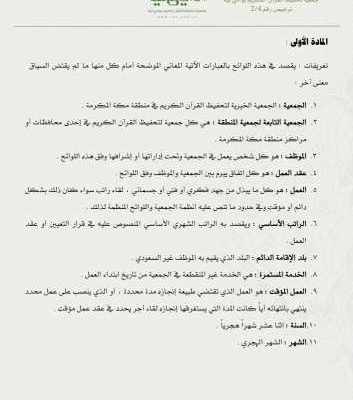 ترخيص رقم 2/4
المادة الأولى :
تعريفات : يقصد في هذه اللوائح بالعبارات الآتية المعاني الموضحة أمام كل منها ما لم يقتض السياق
معنى آخر :
١. الجمعية : الجمعية الخيرية لتحفيظ القرآن الكريم في منطقة مكة المكرمة .
٢. الجمعية التابعة لجمعية المنطقة : هي كل جمعية لتحفيظ القرآن الكريم في إحدى محافظات أو
مراكز منطقة مكة المكرمة .
٣. الموظف : هو كل شخص يعمل في الجمعية وتحت إداراتها أو إشرافها وفق هذه اللوائح .
٤. عقد العمل : هو كل اتفاق يبرم بين الجمعية والموظف وفق اللوائح .
٥. العمل : هو كل ما يبذل من جهد فكري أو فني أو جسماني ، لقاء راتب سواء كان ذلك بشكل
دائم أو مؤقت وفي حدود ما تنص عليه أنظمة الجمعية واللوائح المنظمة لذلك .
٦. الراتب الأساسي : ويقصد به الراتب الشهري الأساسي المنصوص عليه في قرار التعيين أو عقد
العمل .
٧. بلد الإقامة الدائم : البلد الذي يقيم به الموظف غير السعودي .
٨. الخدمة المستمرة : هي الخدمة غير المنقطعة في الجمعية من تاريخ ابتداء العمل .
٩. العمل المؤقت : هو العمل الذي تقتضي طبيعة إنجازه مدة محددة ، أو الذي ينصب على عمل محدد
ينتهي بانتهائه أياً كانت المدة التي يستغرقها إنجازه لقاء أجر يحدد في عقد عمل مؤقت .
١٠. السنة : اثنا عشر شهراً هجرياً .
١١. الشهر : الشهر الهجري .